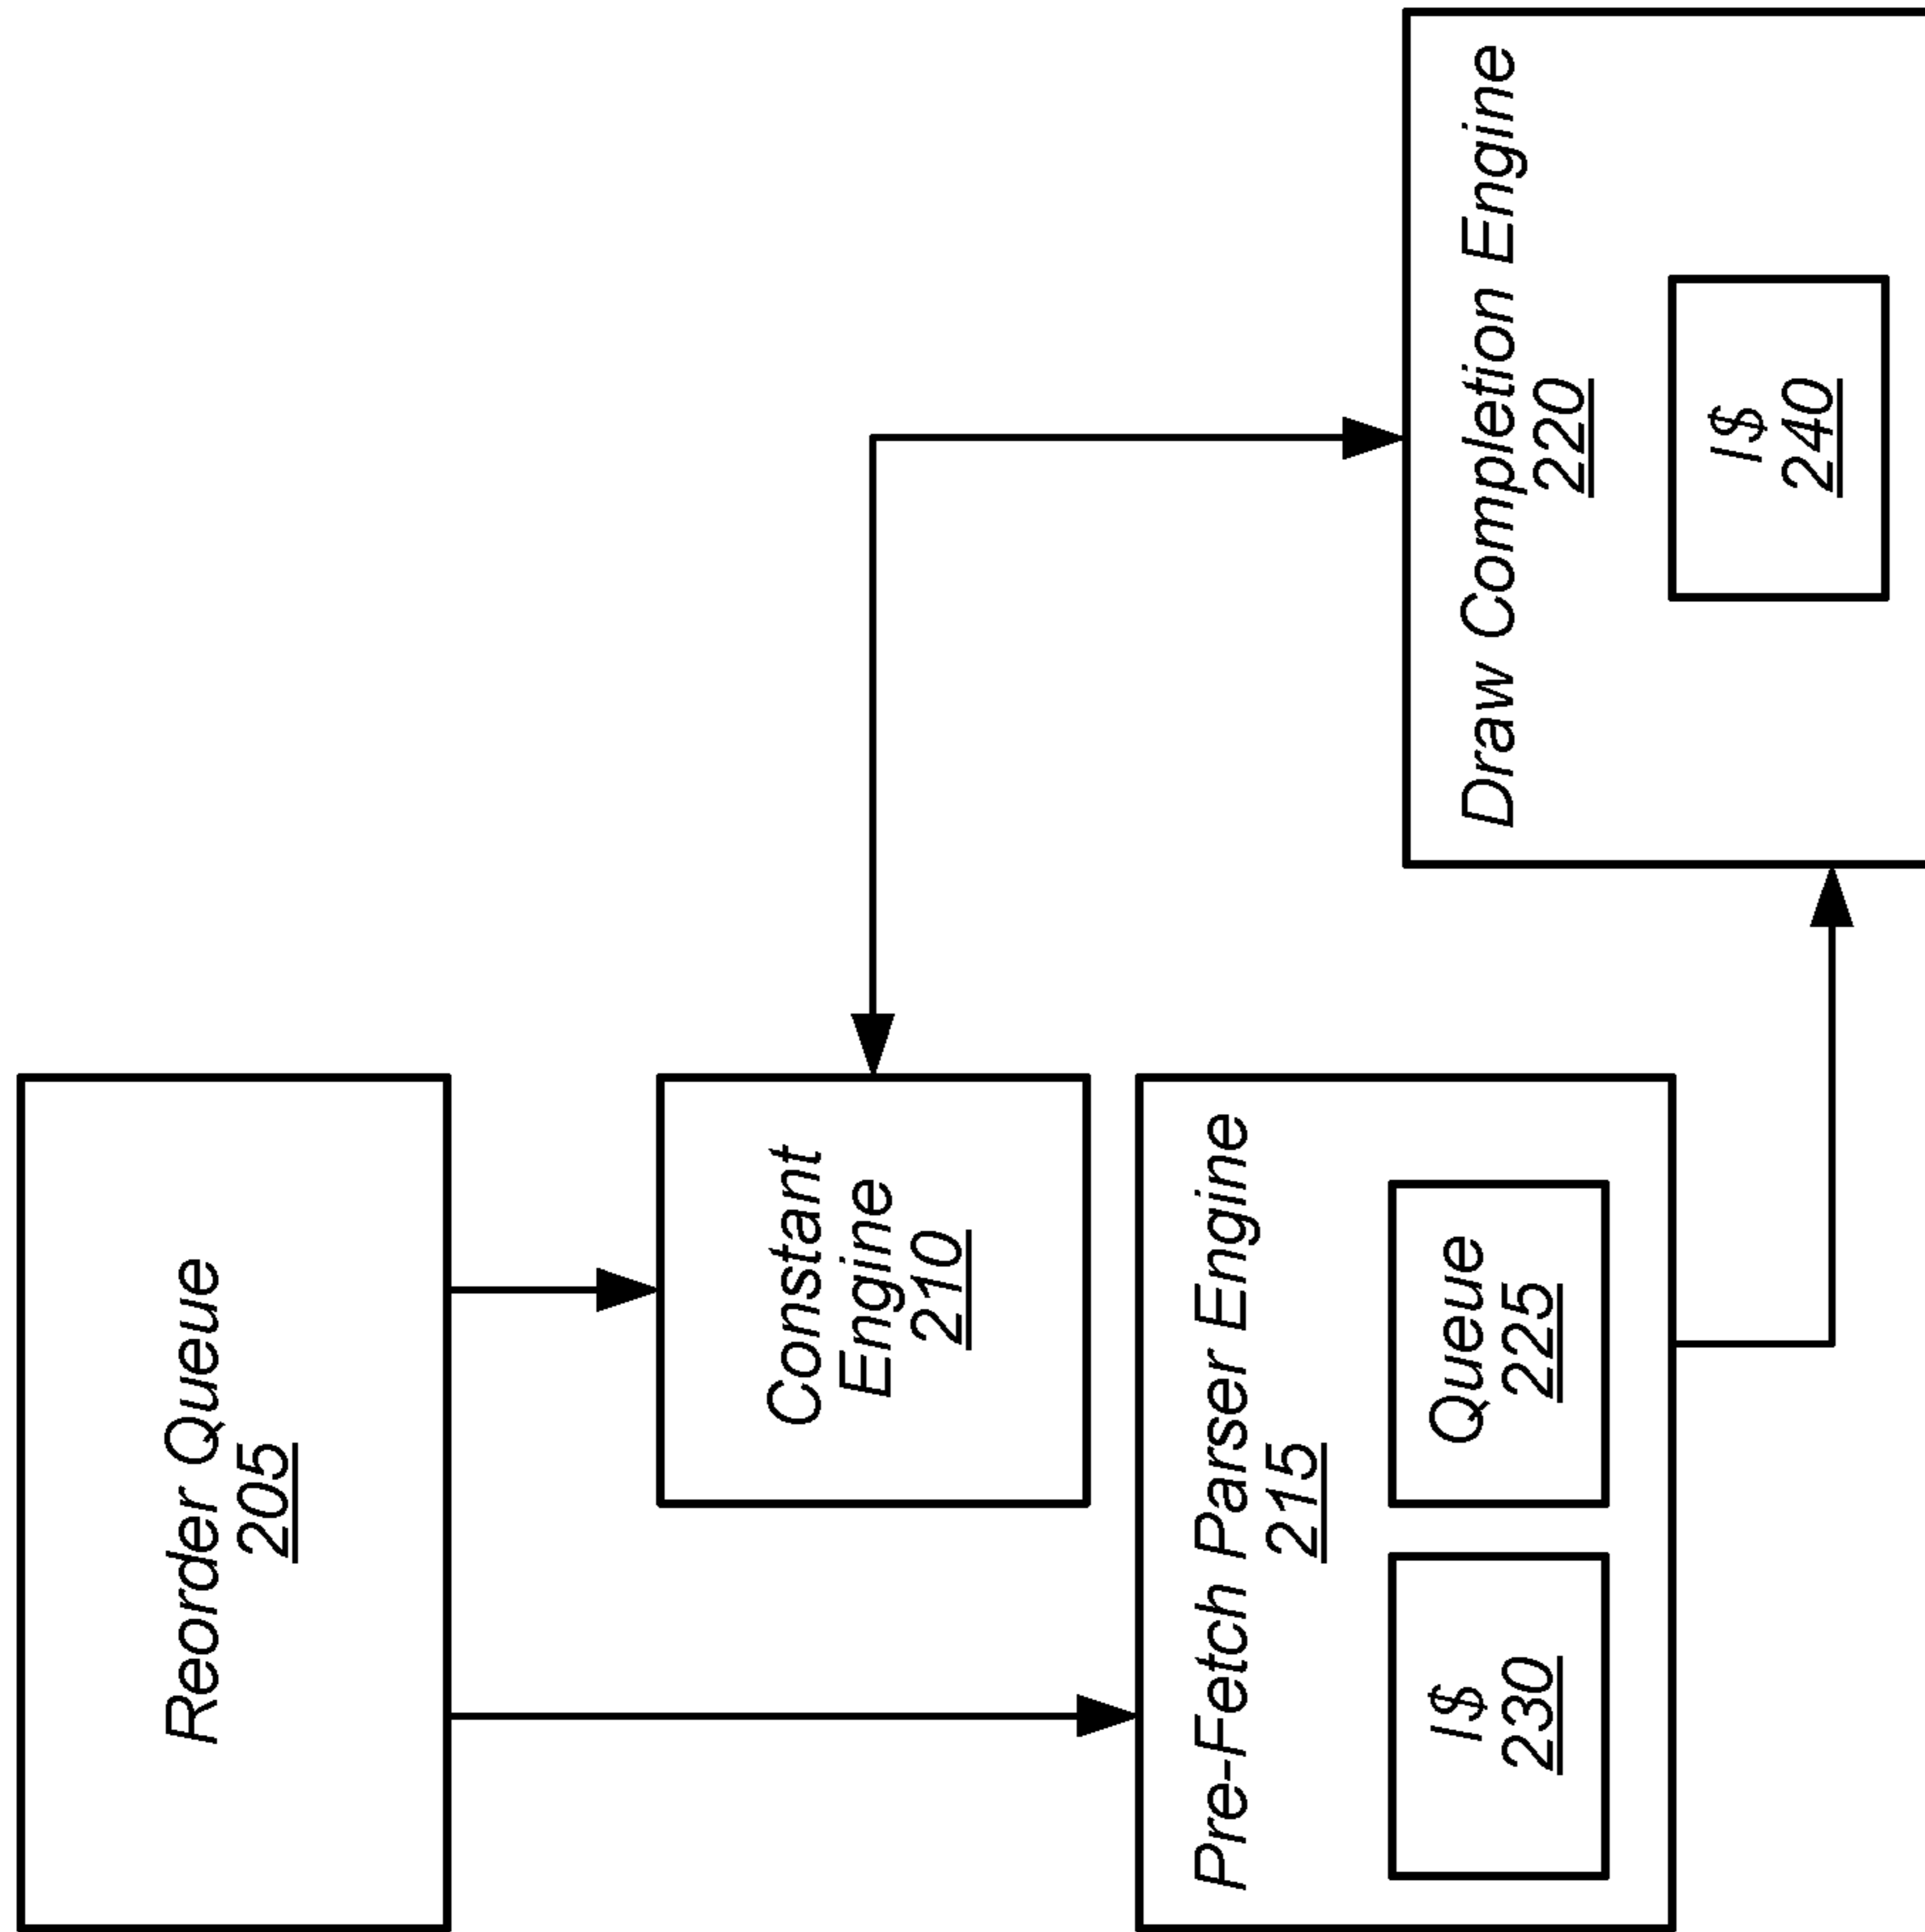 Reorder Queue
205
Constant
Engine
210
Pre-Fetch Parser Engine
215
I$
230
Queue
225
Draw Completion Engine
220
I$
240